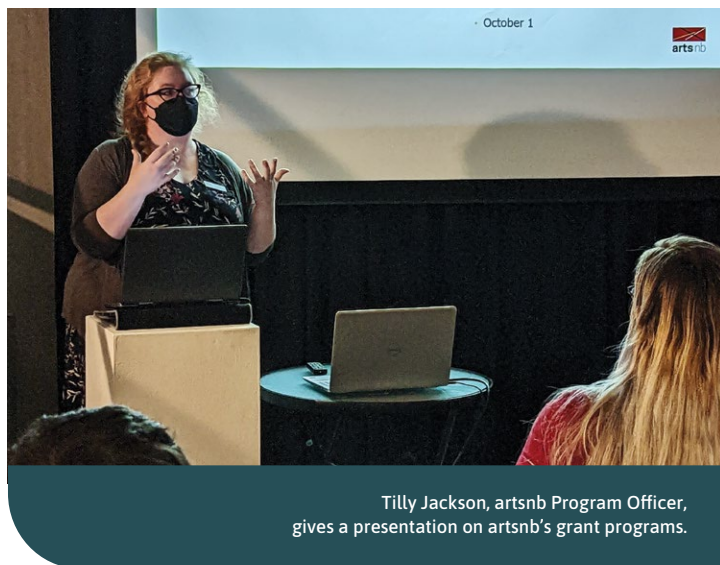 · October 1
artsnb
Tilly Jackson, artsnb Program Officer,
gives a presentation on artsnb's grant programs.